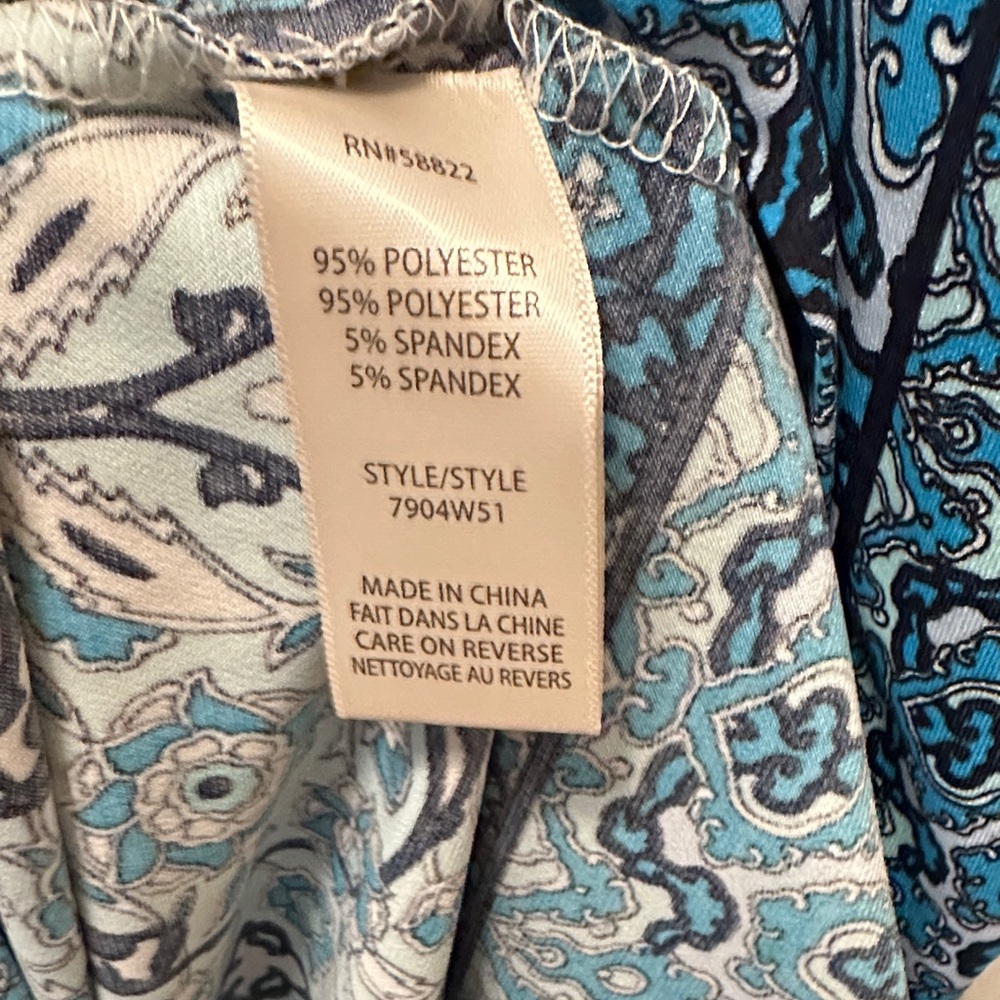 RN#58822
95% POLYESTER
95% POLYESTER
5% SPANDEX
5% SPANDEX
STYLE/STYLE
7904W51
MADE IN CHINA
FAIT DANS LA CHINE
CARE ON REVERSE
NETTOYAGE AU REVERS